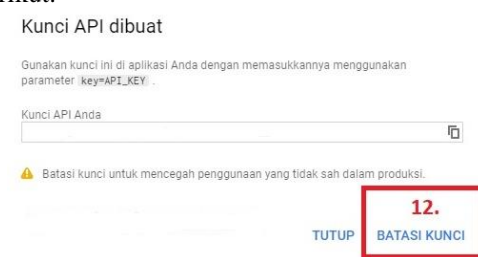 Kunci API dibuat
Gunakan kunci ini di aplikasi Anda dengan memasukkannya menggunakan
parameter key=API_KEY .
Kunci API Anda
Batasi kunci untuk mencegah penggunaan yang tidak sah dalam produksi.
12.
TUTUP BATASI KUNCI